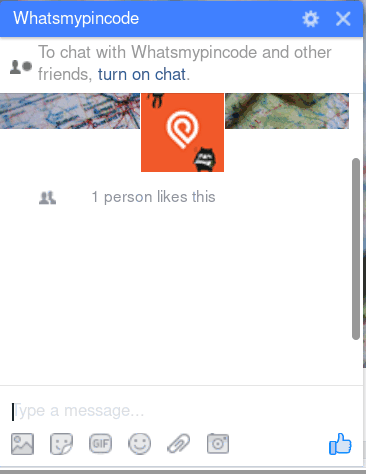 Whatsmypincode
To chat with Whatsmypincode and other
friends, turn on chat.
1 person likes this
Type a message...
GIF